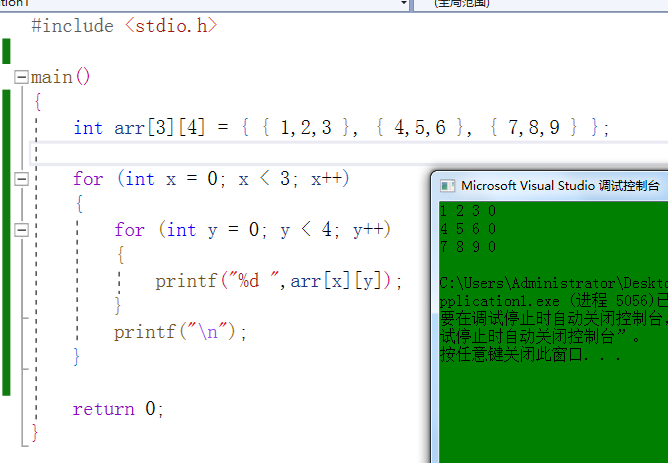 (全局范围)
#include <stdio.h>
main()
{
int arr[3][4] = { { 1,2,3 }, { 4,5,6 }, { 7,8,9 } };
for (int x = 0; x < 3; x++)
{
for (int y = 0; y < 4; y++)
{
printf("%d ",arr[x][y]);
}
printf("\n");
}
return 0;
}
Microsoft Visual Studio 调试控制台
1 2 3 0
4 5 6 0
7 8 9 0
C:\Users\Administrator\Deskto
pplication1.exe (进程 5056)已
要在调试停止时自动关闭控制台，
试停止时自动关闭控制台”。
按任意键关闭此窗口. . .